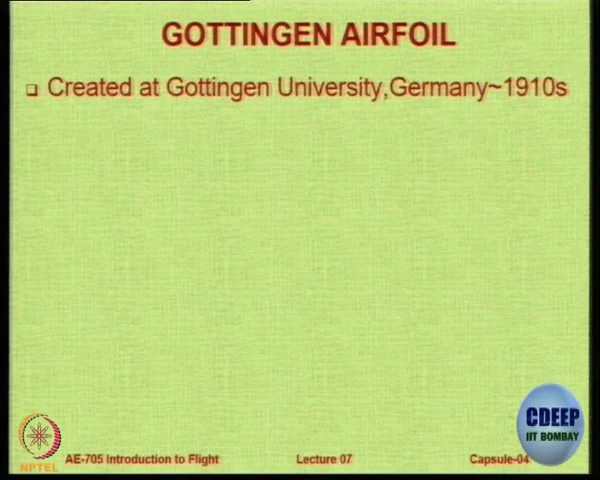 GOTTINGEN AIRFOIL
❑ Created at Gottingen University,Germany~1910s
CDEEP
IIT BOMBAY
NPTEL
AE-705 Introduction to Flight
Lecture 07
Capsule-04